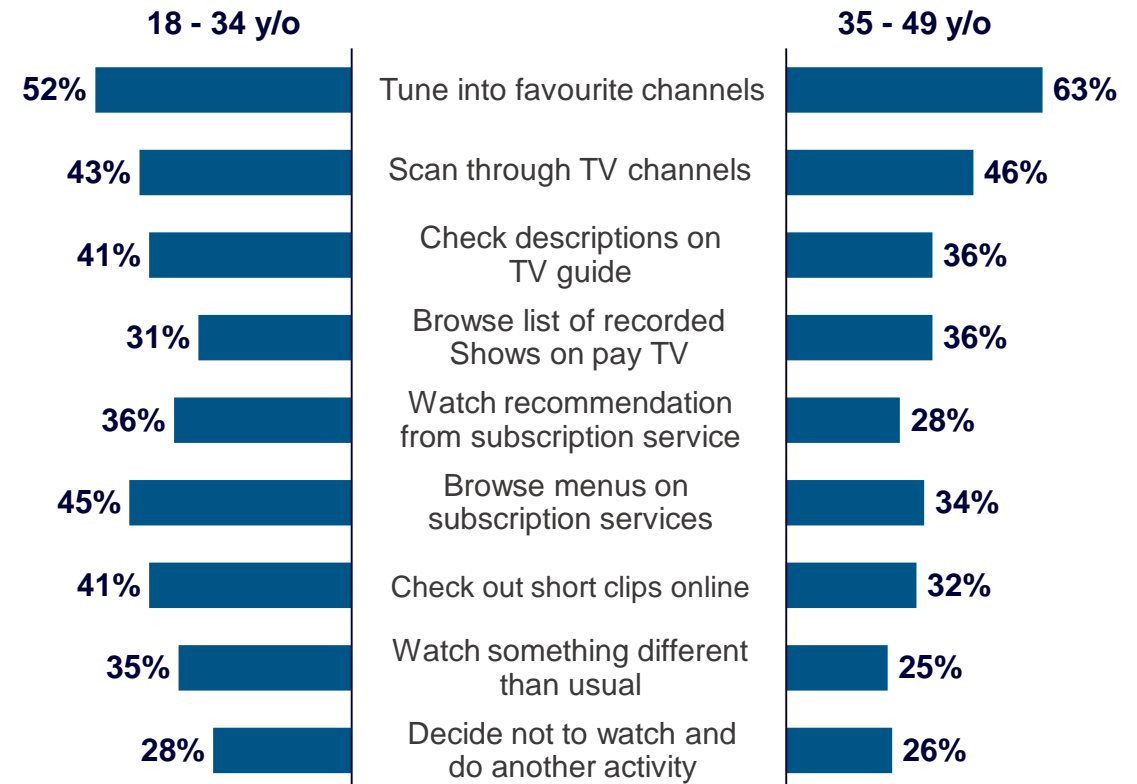 18 - 34 y/o
35 - 49 y/o
52%
Tune into favourite channels
63%
43%
Scan through TV channels
46%
41%
Check descriptions on
TV guide
36%
31%
Browse list of recorded
Shows on pay TV
36%
36%
Watch recommendation
from subscription service
28%
45%
Browse menus on
subscription services
34%
41%
Check out short clips online
32%
35%
Watch something different
than usual
25%
28%
Decide not to watch and
do another activity
26%